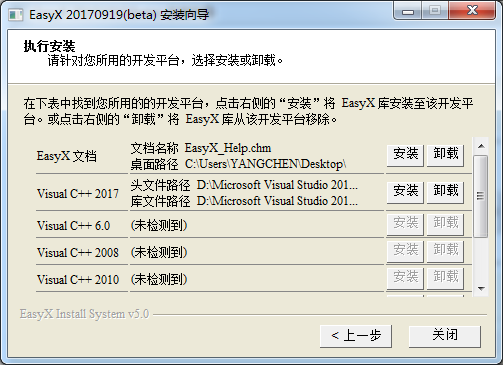 EasyX 20170919(beta) 安装向导
执行安装
请针对您所用的开发平台，选择安装或卸载。
在下表中找到您所用的的开发平台，点击右侧的“安装”将 EasyX 库安装至该开发平
台。或点击右侧的“卸载”将 EasyX 库从该开发平台移除。
EasyX 文档 文档名称 EasyX_Help.chm 安装 卸载
桌面路径 C:\Users\YANGCHEN\Desktop\
Visual C++ 2017 头文件路径 D:\Microsoft Visual Studio 201... 安装 卸载
库文件路径 D:\Microsoft Visual Studio 201...
Visual C++ 6.0 (未检测到) 安装 卸载
Visual C++ 2008 (未检测到) 安装 卸载
Visual C++ 2010 (未检测到) 安装 卸载
EasyX Install System v5.0
< 上一步 关闭